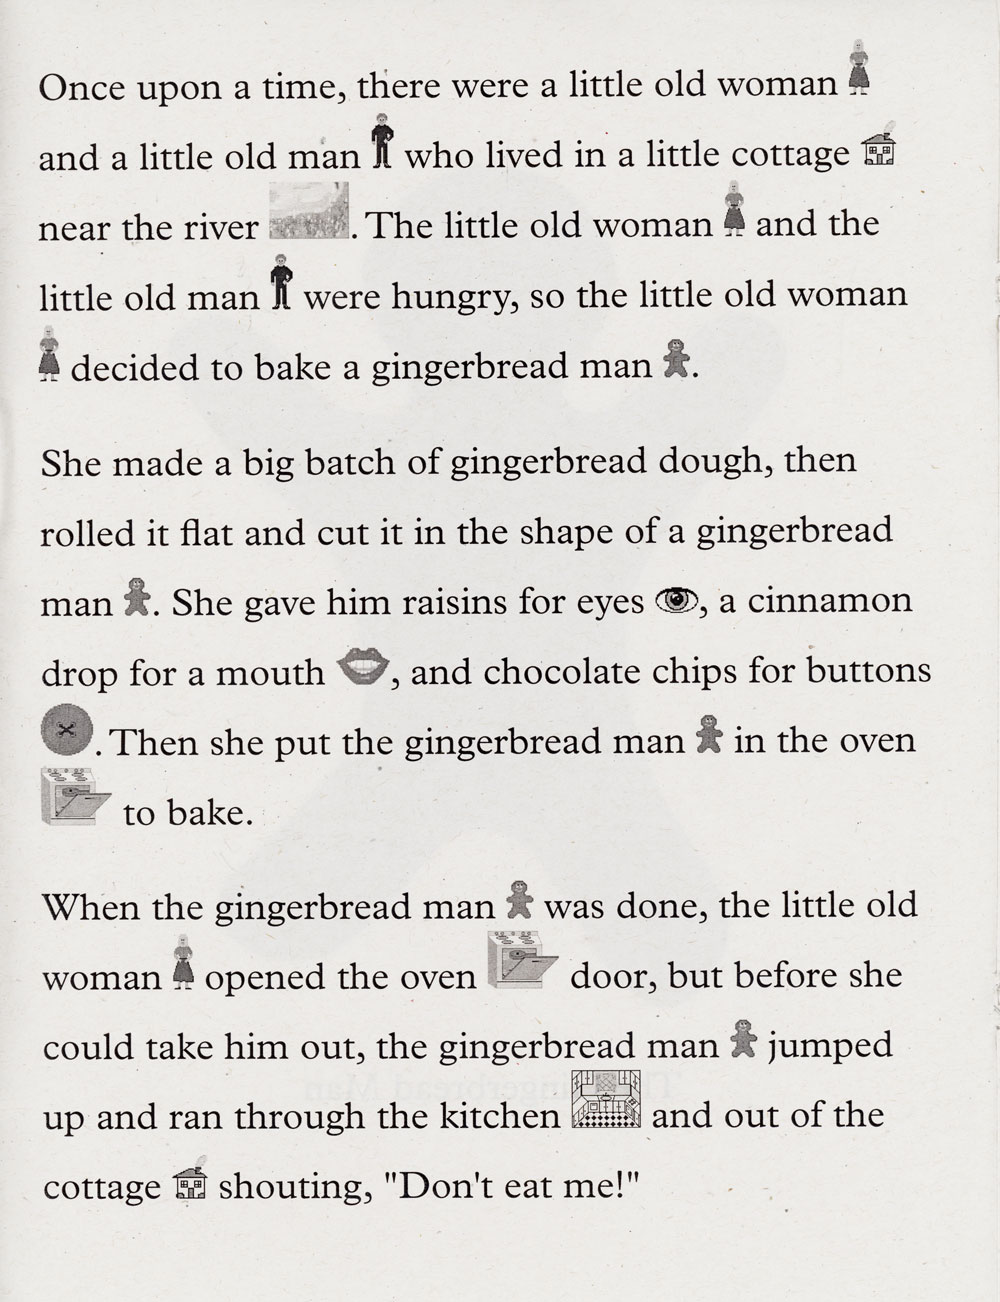 Once upon a time, there were a little old woman
and a little old man who lived in a little cottage
near the river . The little old woman and the
little old man were hungry, so the little old woman
decided to bake a gingerbread man .
She made a big batch of gingerbread dough, then
rolled it flat and cut it in the shape of a gingerbread
man . She gave him raisins for eyes , a cinnamon
drop for a mouth , and chocolate chips for buttons
. Then she put the gingerbread man in the oven
to bake.
When the gingerbread man was done, the little old
woman opened the oven door, but before she
could take him out, the gingerbread man jumped
up and ran through the kitchen and out of the
cottage shouting, "Don't eat me!"